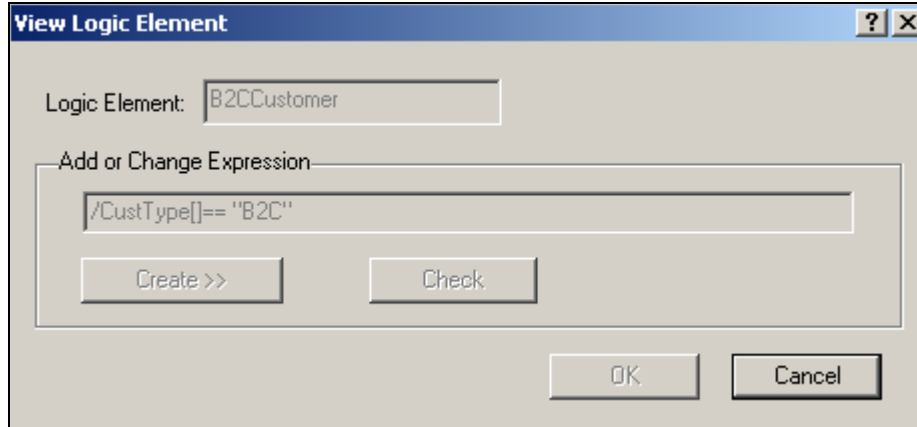 View Logic Element
Logic Element: B2CCustomer
Add or Change Expression
/CustType[]== "B2C"
Create >> Check
OK Cancel